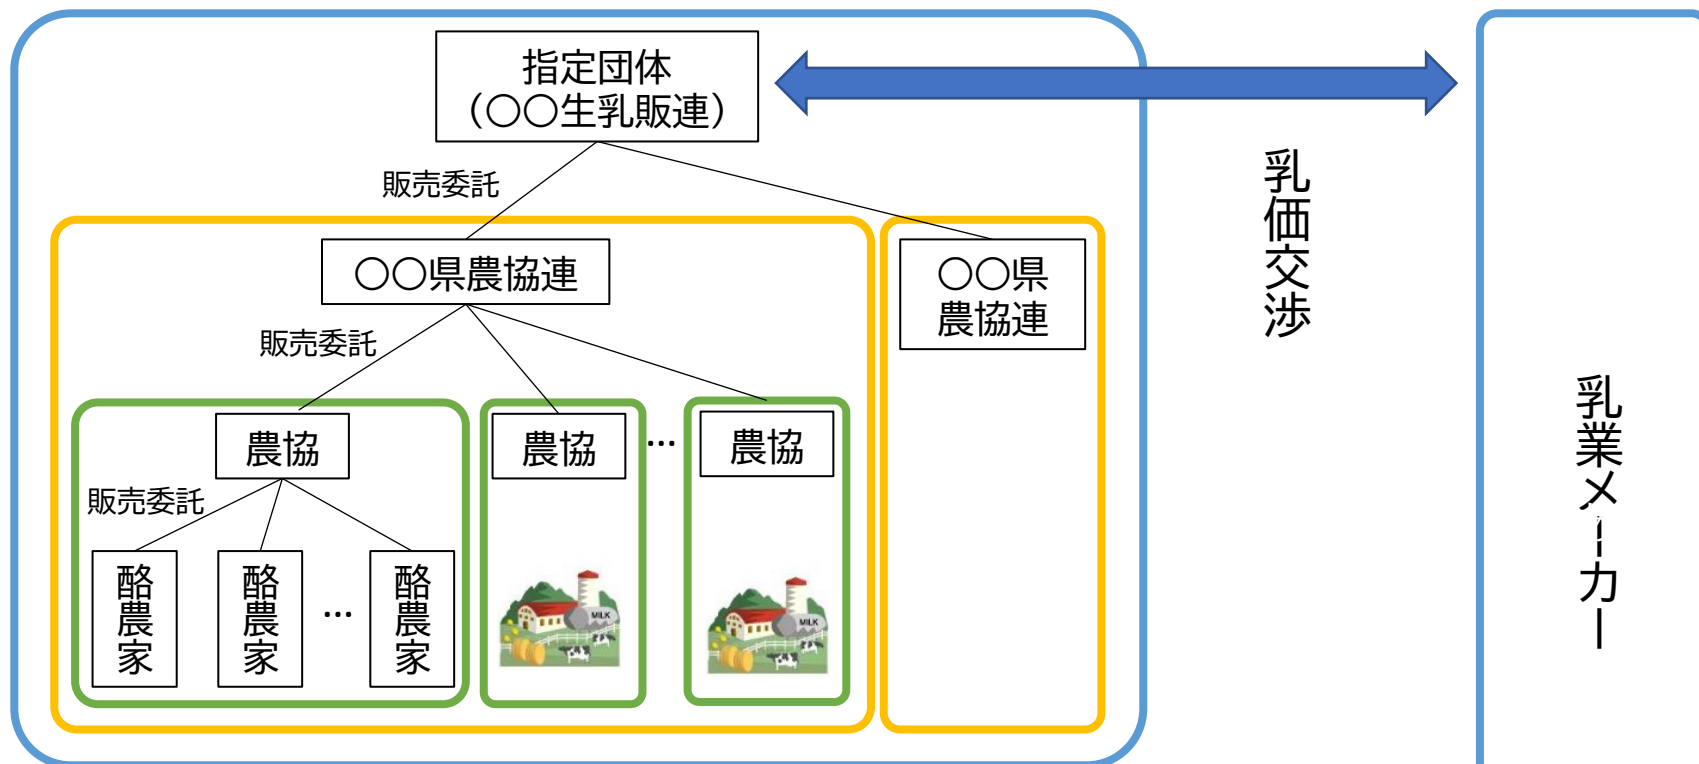 指定団体
（〇〇生乳販連）
販売委託
〇〇県農協連
〇〇県
農協連
販売委託
農協
農協
…
農協
販売委託
酪農家
酪農家
…
酪農家
MILK
MILK
乳価交渉
乳業メーカー